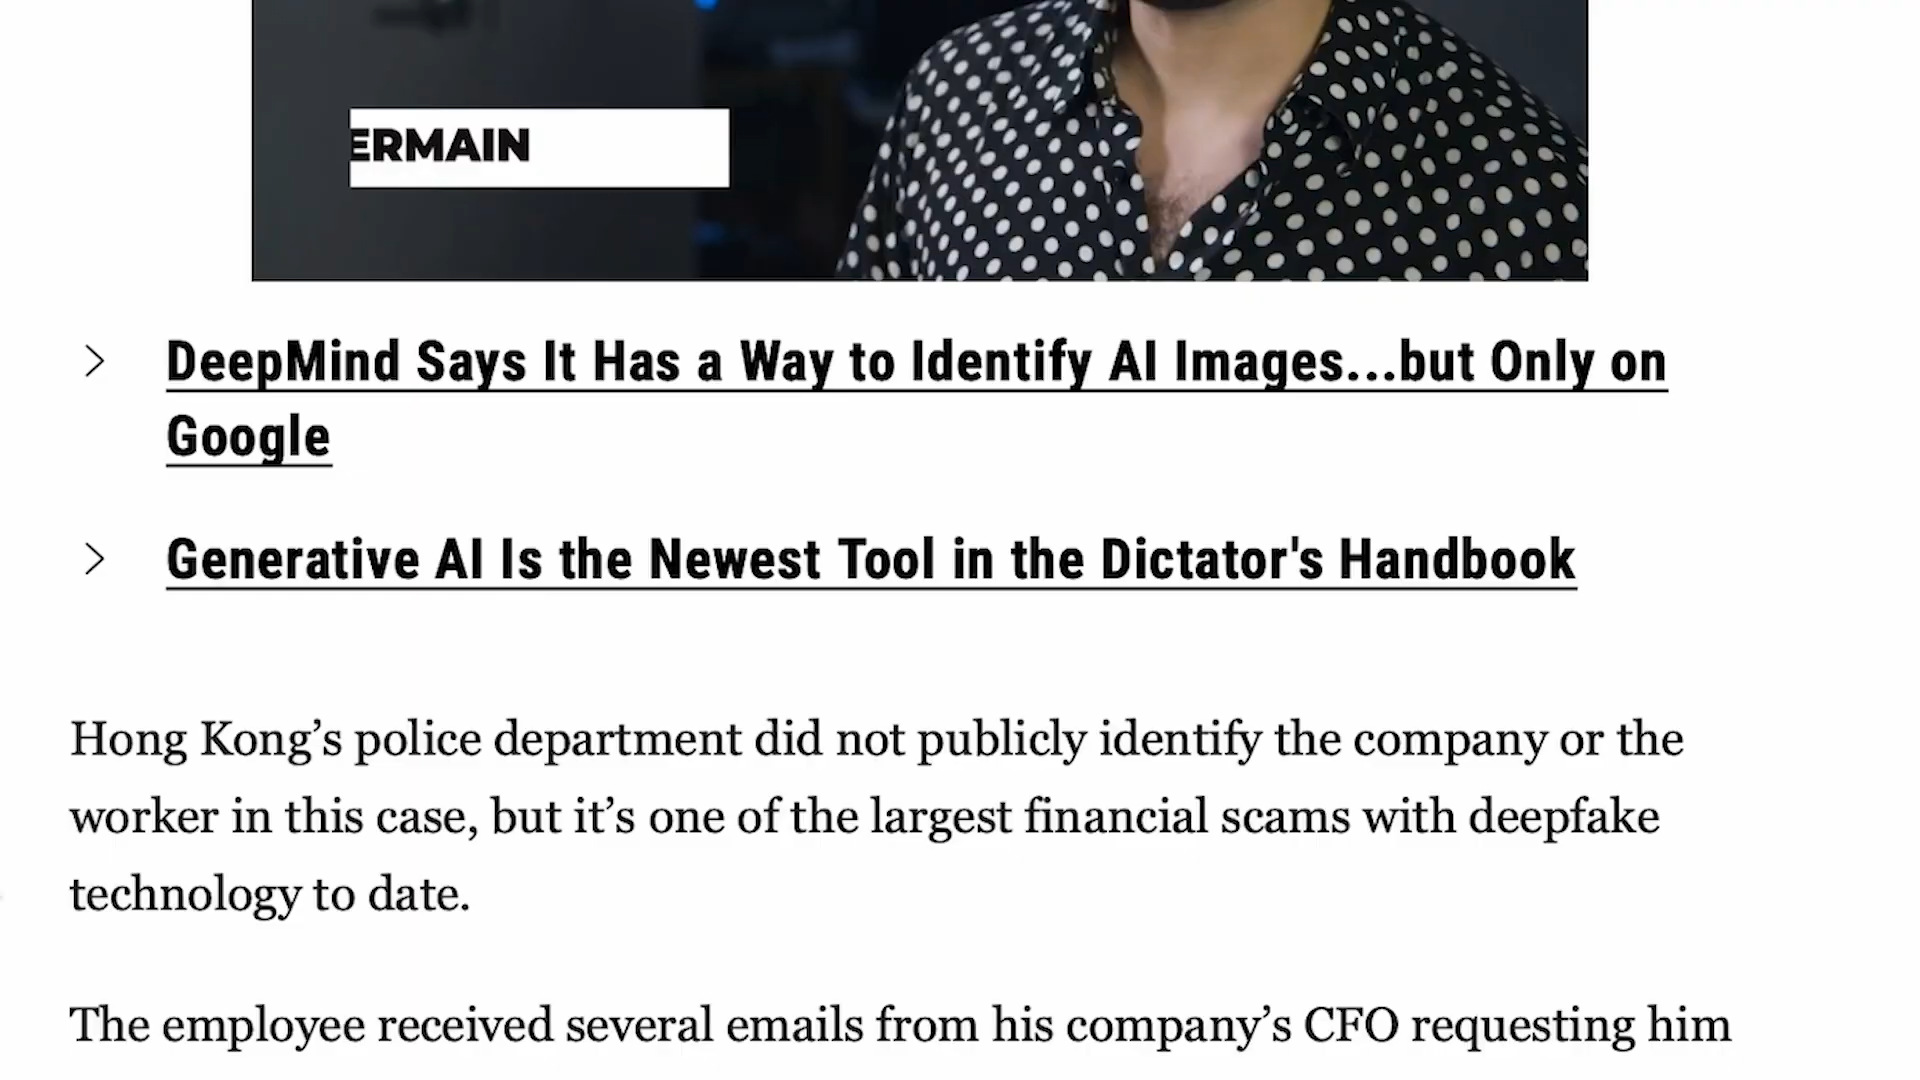 ERMAIN
DeepMind Says It Has a Way to Identify AI Images...but Only on
Google
Generative AI Is the Newest Tool in the Dictator's Handbook
Hong Kong’s police department did not publicly identify the company or the
worker in this case, but it’s one of the largest financial scams with deepfake
technology to date.
The employee received several emails from his company’s CFO requesting him